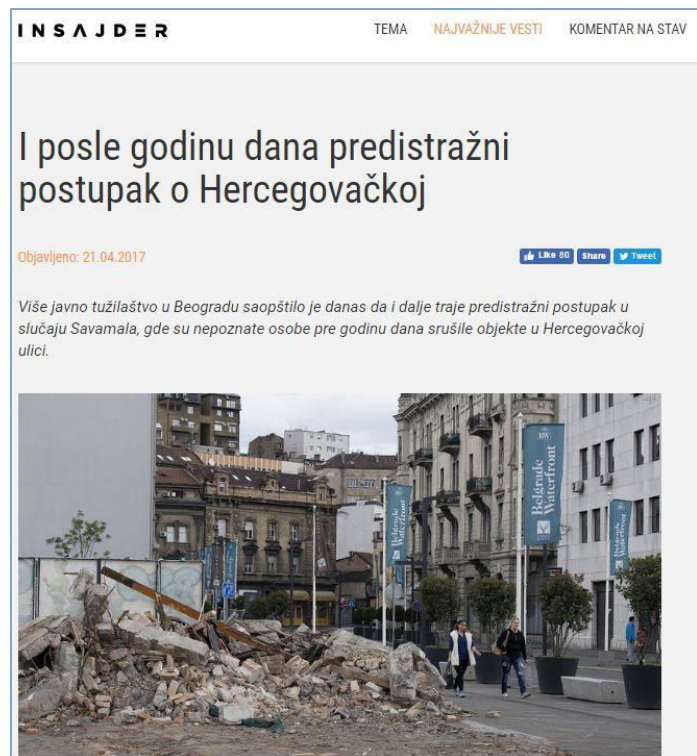 INSAJDER
TEMA
NAJVAŽNIJE VESTI
KOMENTAR NA STAV
I posle godinu dana predistražni
postupak o Hercegovačkoj
Objavljeno: 21.04.2017
Like 80
Share
Tweet
Više javno tužilaštvo u Beogradu saopštilo je danas da i dalje traje predistražni postupak u
slučaju Savamala, gde su nepoznate osobe pre godinu dana srušile objekte u Hercegovačkoj
ulici.
Belgrade
Waterfront
Belgrade
Waterfront
Belgrade
Waterfront